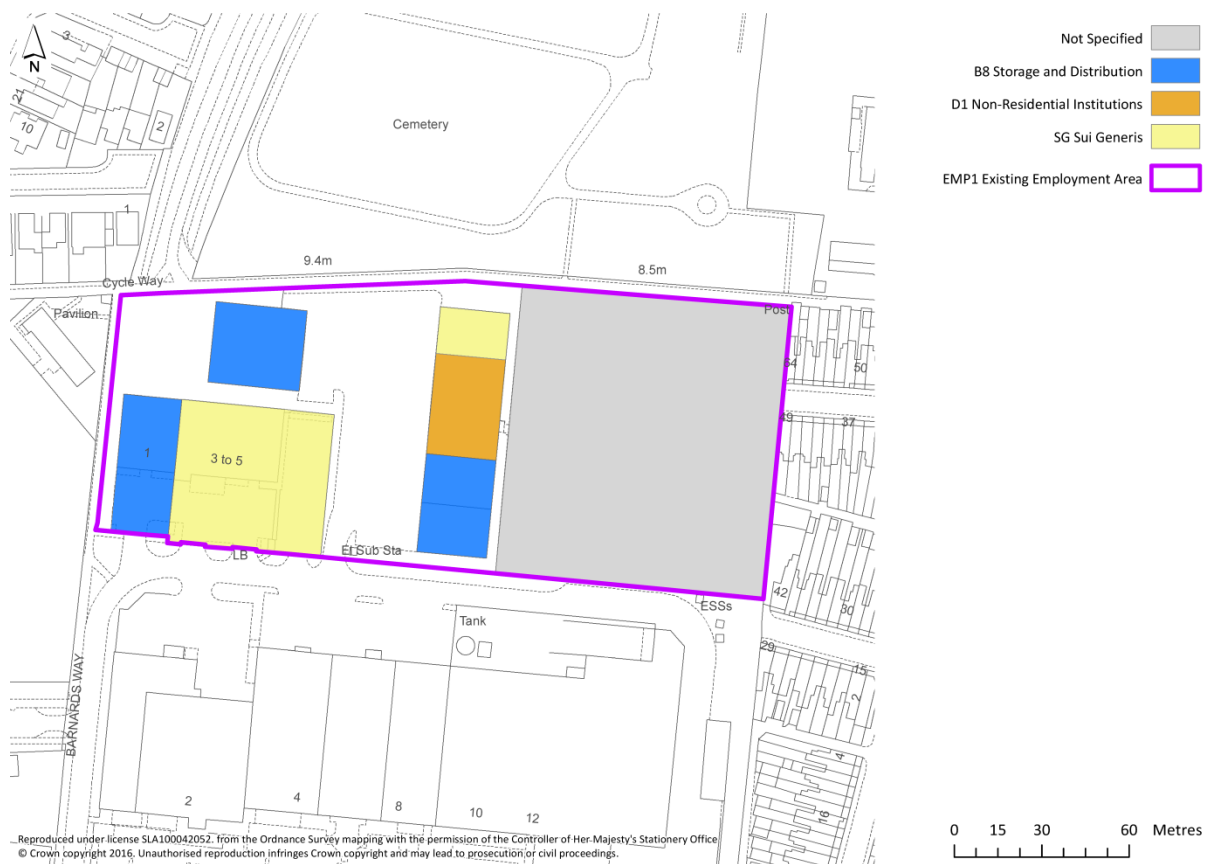 3
N
21
10
2
Cemetery
1
9.4m
8.5m
Cycle Way
Pavilion
Post
54
50
49
37
1
3 to 5
El Sub Sta
LB
ESSs
42
30
Tank
29
15
2
BARNARDS WAY
4
16
2
4
8
10
12
Not Specified
B8 Storage and Distribution
D1 Non-Residential Institutions
SG Sui Generis
EMP1 Existing Employment Area
Reproduced under license SLA100042052. from the Ordnance Survey mapping with the permission of the Controller of Her Majesty's Stationery Office
© Crown copyright 2016. Unauthorised reproduction infringes Crown copyright and may lead to prosecution or civil proceedings.
0 15 30 60 Metres